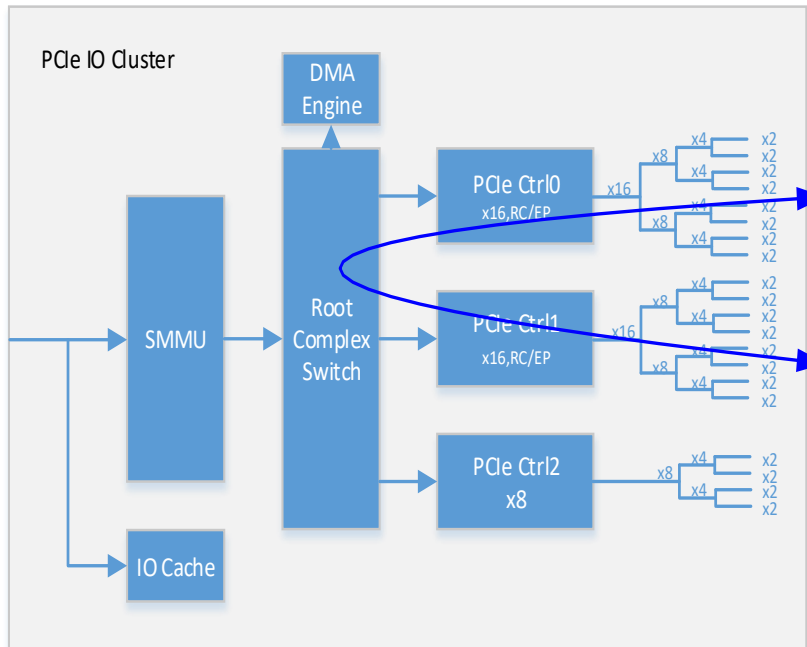 PCIe IO Cluster
DMA
Engine
PCIe Ctrl0
x16,RC/EP
x16
x8
x8
x4
x4
x4
x4
x2
x2
x2
x2
x2
x2
x2
x2
SMMU
Root
Complex
Switch
PCIe Ctrl1
x16,RC/EP
x16
x8
x8
x4
x4
x4
x4
x2
x2
x2
x2
x2
x2
x2
x2
PCIe Ctrl2
x8
x8
x4
x4
x2
x2
x2
x2
IO Cache